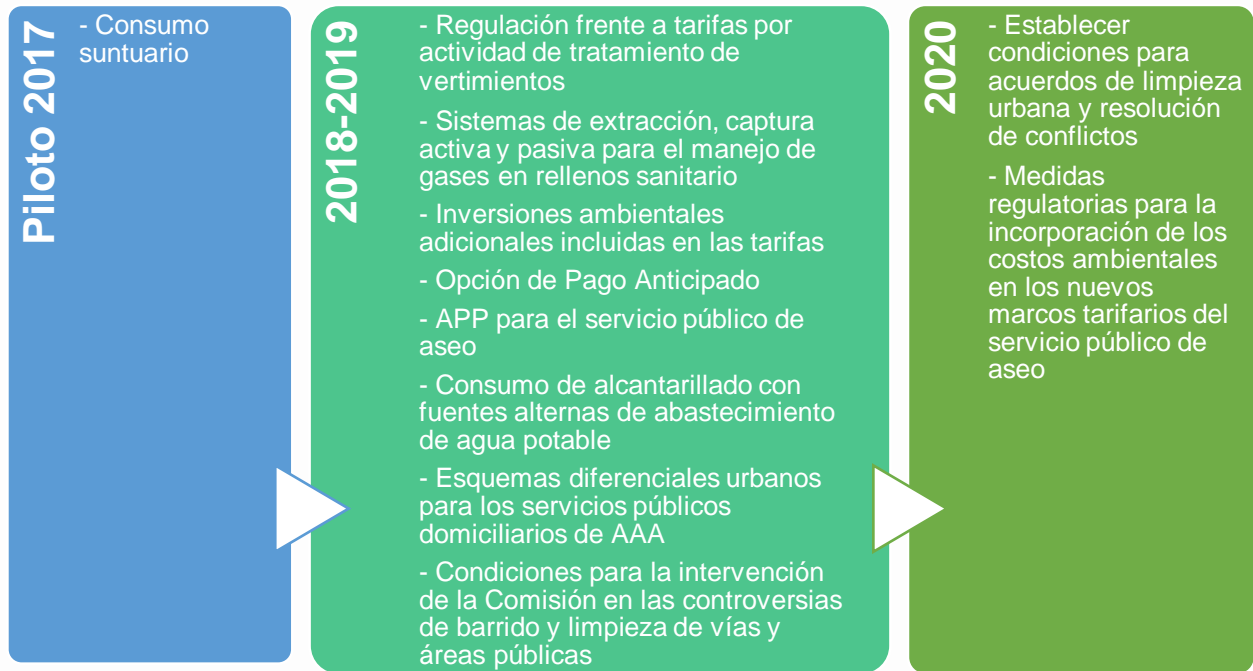 Piloto 2017
- Consumo
suntuario
2018-2019
- Regulación frente a tarifas por
actividad de tratamiento de
vertimientos
- Sistemas de extracción, captura
activa y pasiva para el manejo de
gases en rellenos sanitario
- Inversiones ambientales
adicionales incluidas en las tarifas
- Opción de Pago Anticipado
- APP para el servicio público de
aseo
- Consumo de alcantarillado con
fuentes alternas de abastecimiento
de agua potable
- Esquemas diferenciales urbanos
para los servicios públicos
domiciliarios de AAA
- Condiciones para la intervención
de la Comisión en las controversias
de barrido y limpieza de vías y
áreas públicas
2020
- Establecer
condiciones para
acuerdos de limpieza
urbana y resolución
de conflictos
- Medidas
regulatorias para la
incorporación de los
costos ambientales
en los nuevos
marcos tarifarios del
servicio público de
aseo